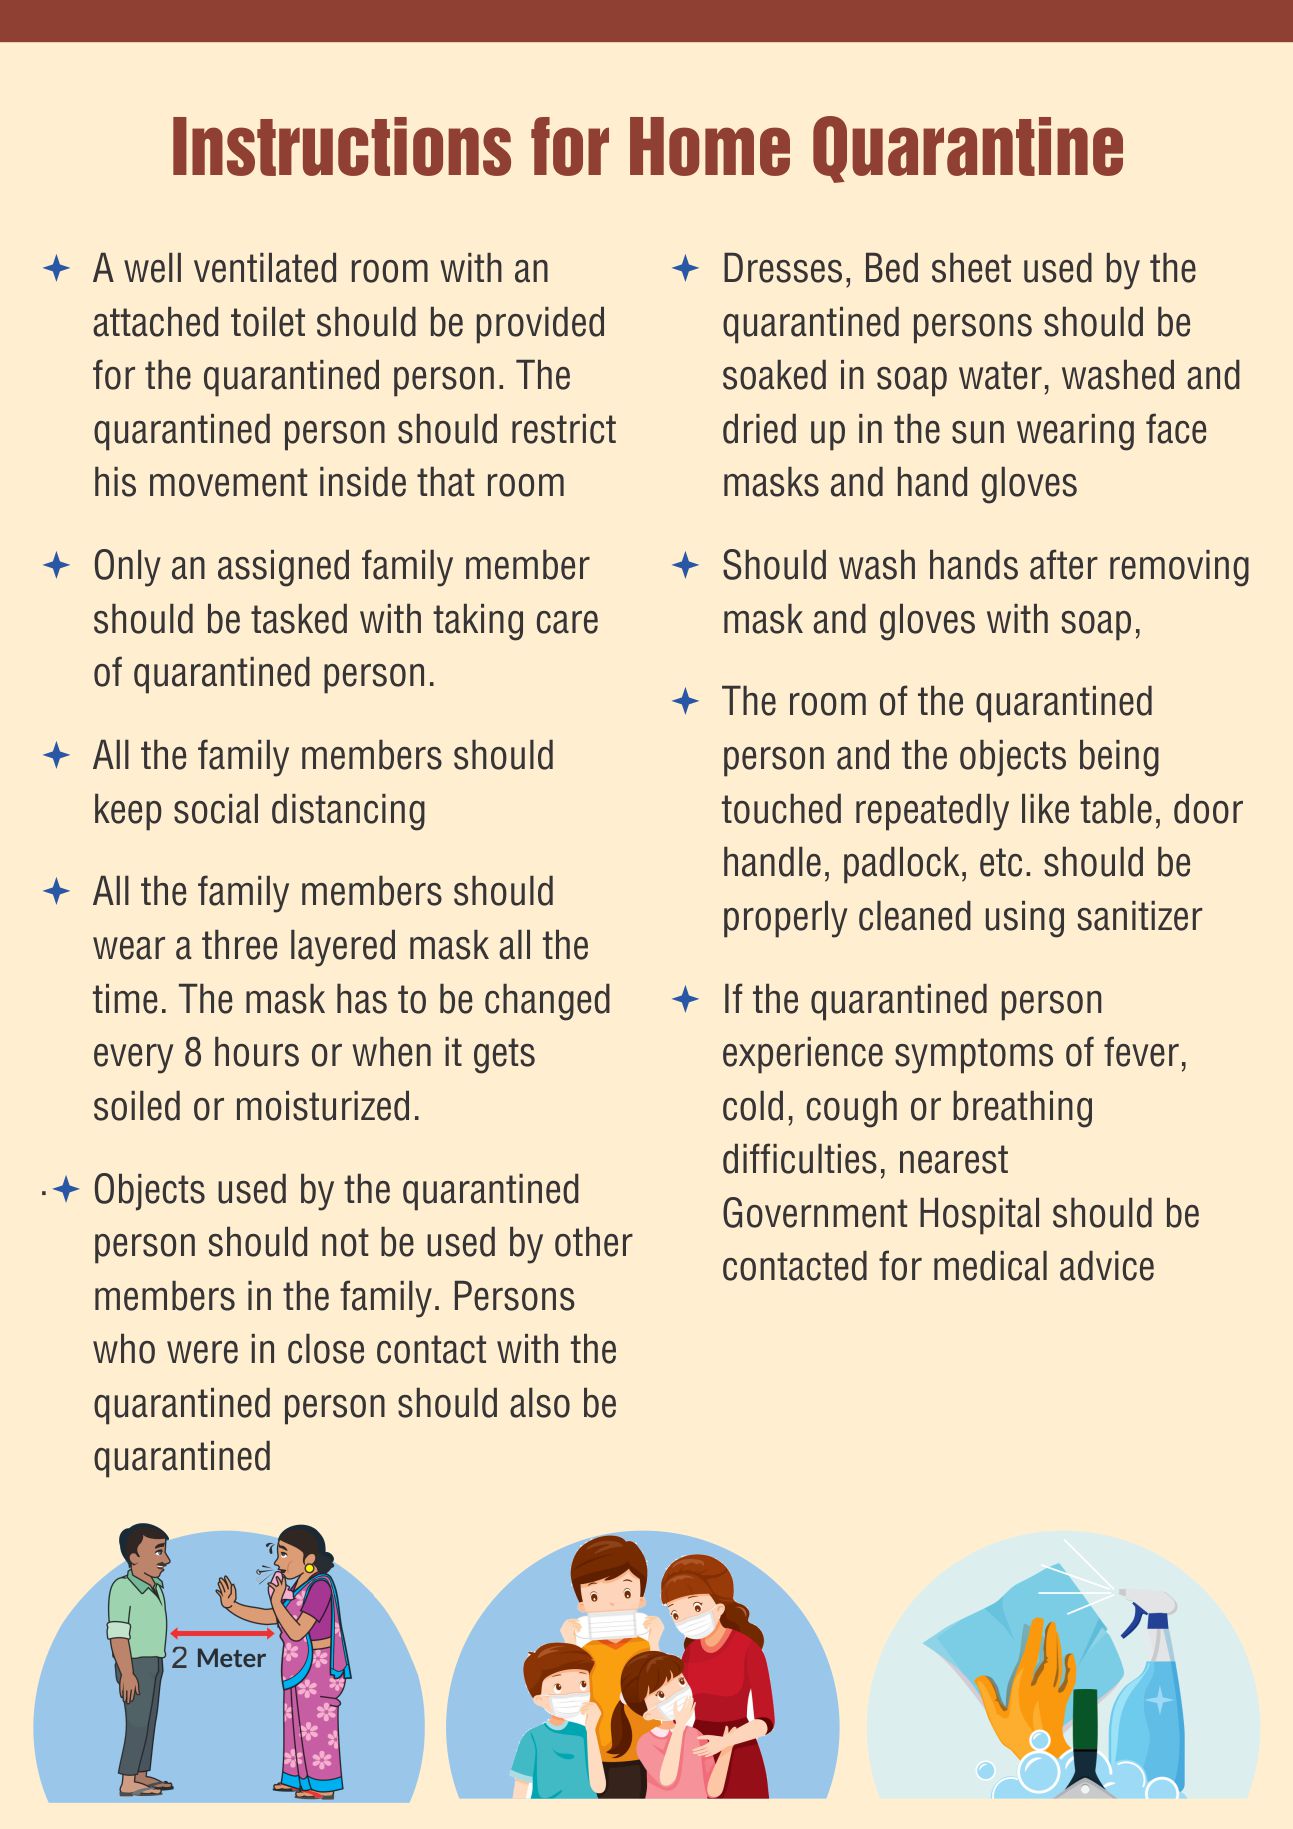 Instructions for Home Quarantine
A well ventilated room with an
attached toilet should be provided
for the quarantined person. The
quarantined person should restrict
his movement inside that room
Only an assigned family member
should be tasked with taking care
of quarantined person.
All the family members should
keep social distancing
All the family members should
wear a three layered mask all the
time. The mask has to be changed
every 8 hours or when it gets
soiled or moisturized.
Objects used by the quarantined
person should not be used by other
members in the family. Persons
who were in close contact with the
quarantined person should also be
quarantined
Dresses, Bed sheet used by the
quarantined persons should be
soaked in soap water, washed and
dried up in the sun wearing face
masks and hand gloves
Should wash hands after removing
mask and gloves with soap,
The room of the quarantined
person and the objects being
touched repeatedly like table, door
handle, padlock, etc. should be
properly cleaned using sanitizer
If the quarantined person
experience symptoms of fever,
cold, cough or breathing
difficulties, nearest
Government Hospital should be
contacted for medical advice
2 Meter